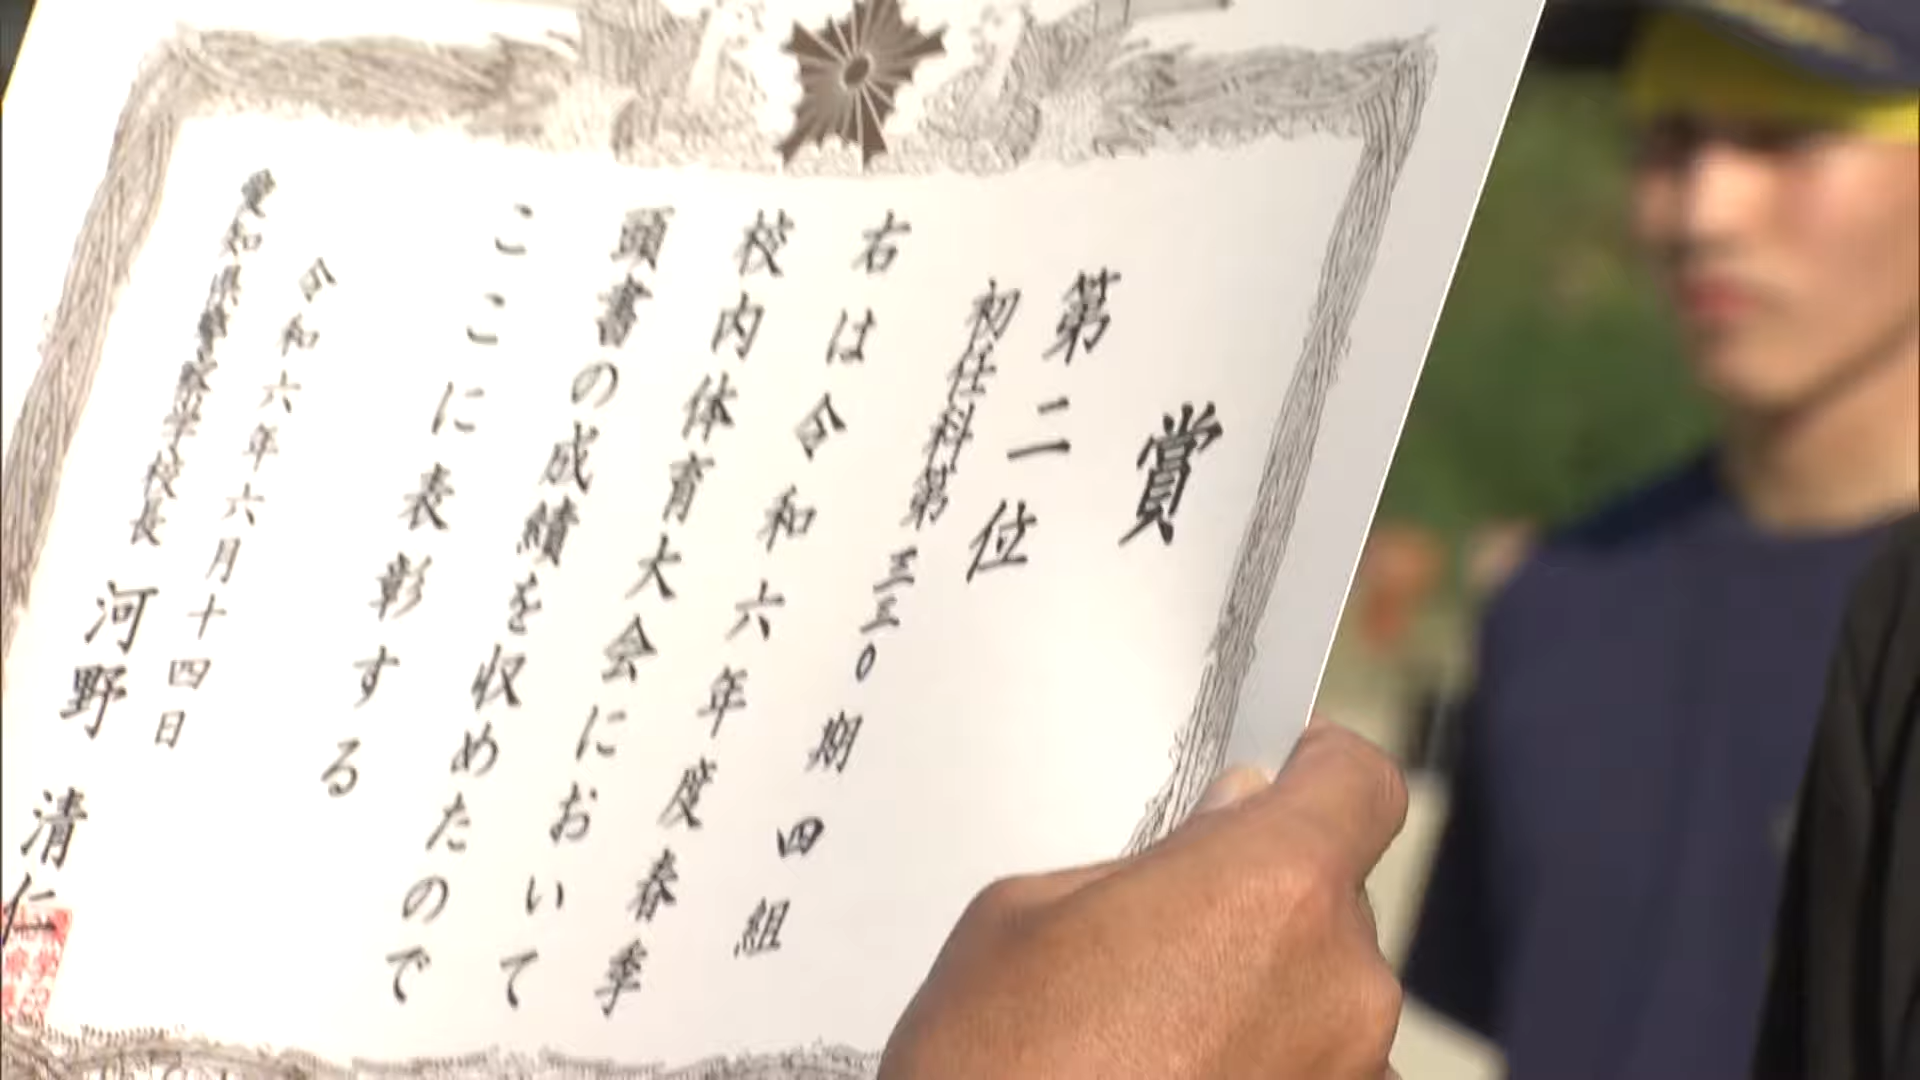 賞
第二位
初任科第三三〇期四組
右は令和六年度春季
校内体育大会において
頭書の成績を収めたので
ここに表彰する
令和六年六月十四日
愛知県警察学校長 河野 清仁